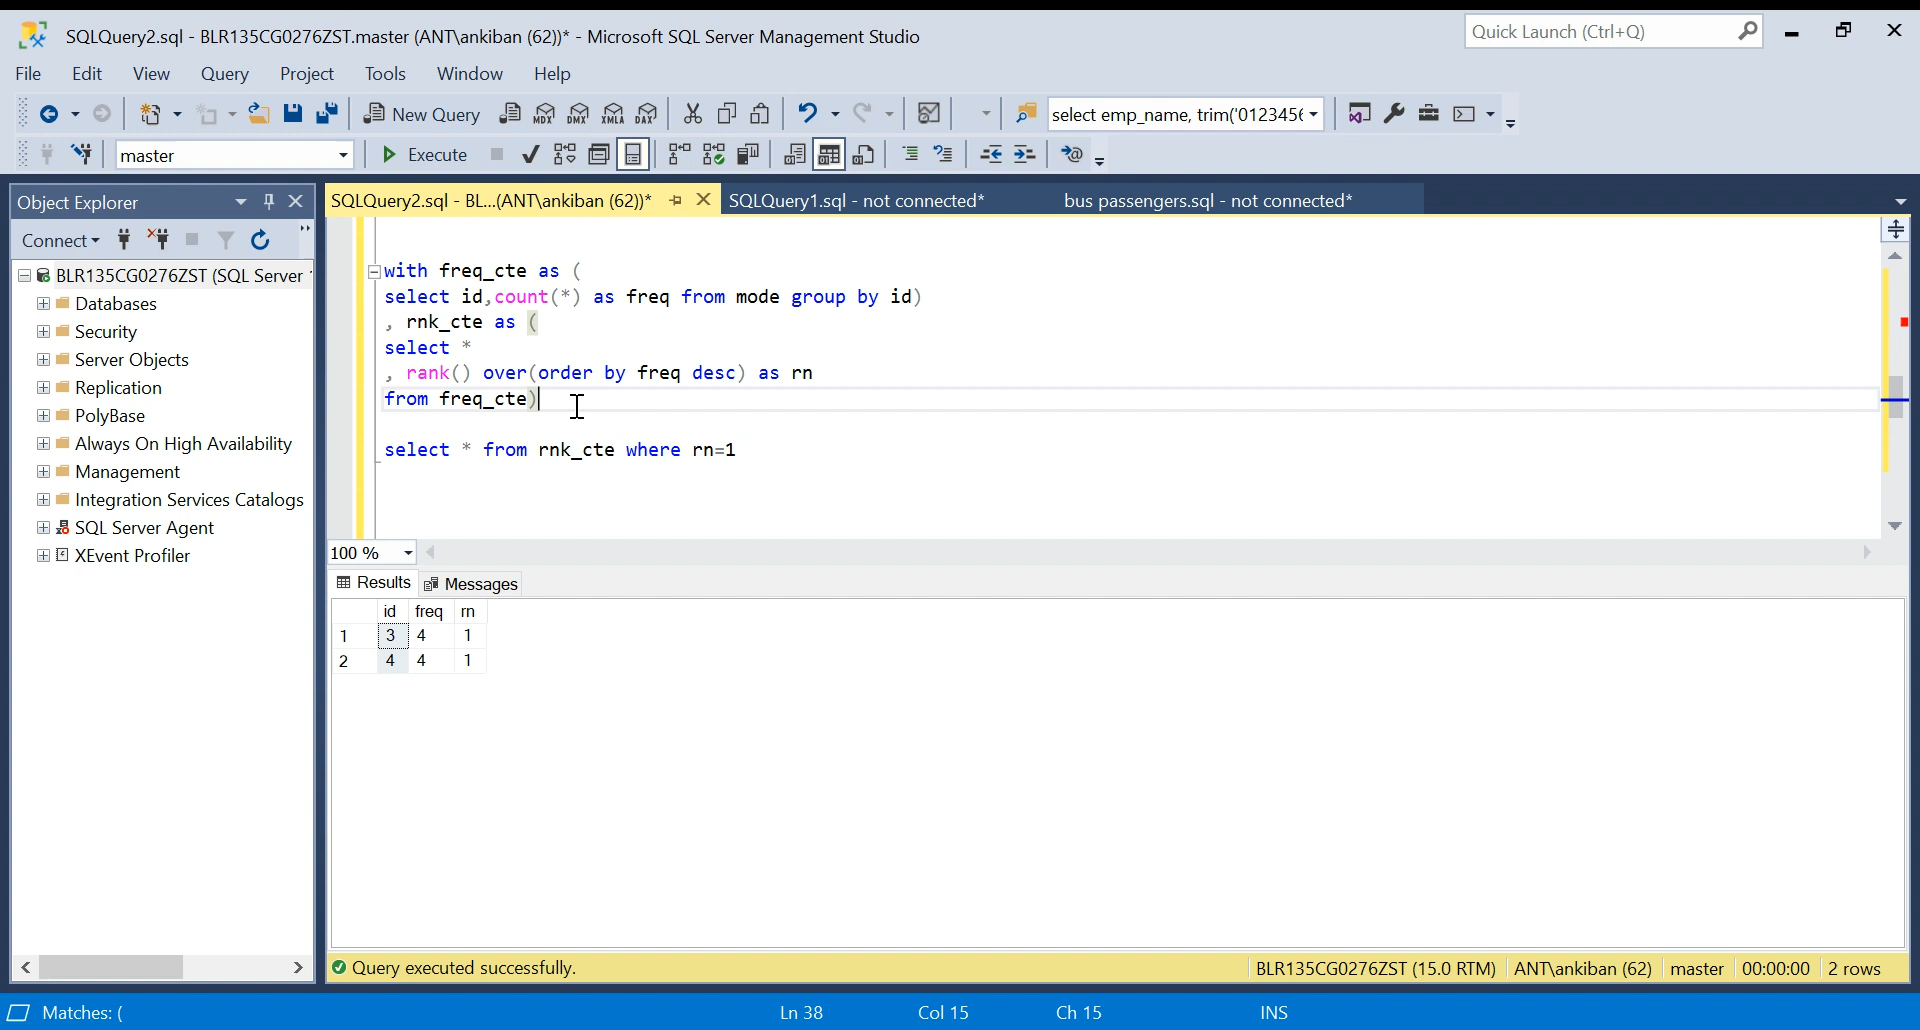 SQLQuery2.sql - BLR135CG0276ZST.master (ANT\ankiban (62))* - Microsoft SQL Server Management Studio
Quick Launch (Ctrl+Q)
File Edit View Query Project Tools Window Help
New Query MDX DMX XMLA DAX select emp_name, trim('0123456
master Execute
Object Explorer
SQLQuery2.sql - BL...(ANT\ankiban (62))* SQLQuery1.sql - not connected* bus passengers.sql - not connected*
Connect
BLR135CG0276ZST (SQL Server
Databases
Security
Server Objects
Replication
PolyBase
Always On High Availability
Management
Integration Services Catalogs
SQL Server Agent
XEvent Profiler
with freq_cte as (
select id,count(*) as freq from mode group by id)
, rnk_cte as (
select *
, rank() over(order by freq desc) as rn
from freq_cte)
select * from rnk_cte where rn=1
100 %
Results Messages
id freq rn
1 3 4 1
2 4 4 1
Query executed successfully. BLR135CG0276ZST (15.0 RTM) ANT\ankiban (62) master 00:00:00 2 rows
Matches: ( Ln 38 Col 15 Ch 15 INS